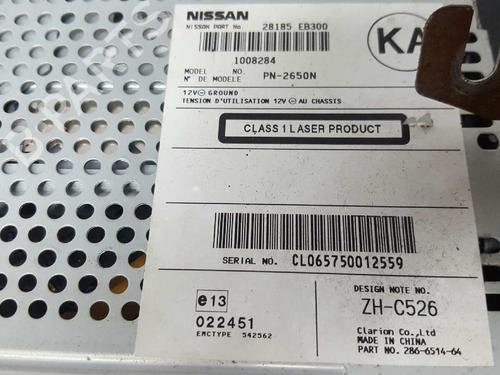 NISSAN
NISSAN PART No. 28185 EB300
1008284
MODEL NO.
N° DE MODELE PN-2650N
12V⊖GROUND
TENSION D'UTILISATION 12V⊖AU CHASSIS
CLASS 1 LASER PRODUCT
SERIAL NO. CL065750012559
e13
022451
EMCTYPE 542562
DESIGN NOTE NO.
ZH-C526
Clarion Co.,Ltd
MADE IN CHINA
PART NO. 286-6514-64